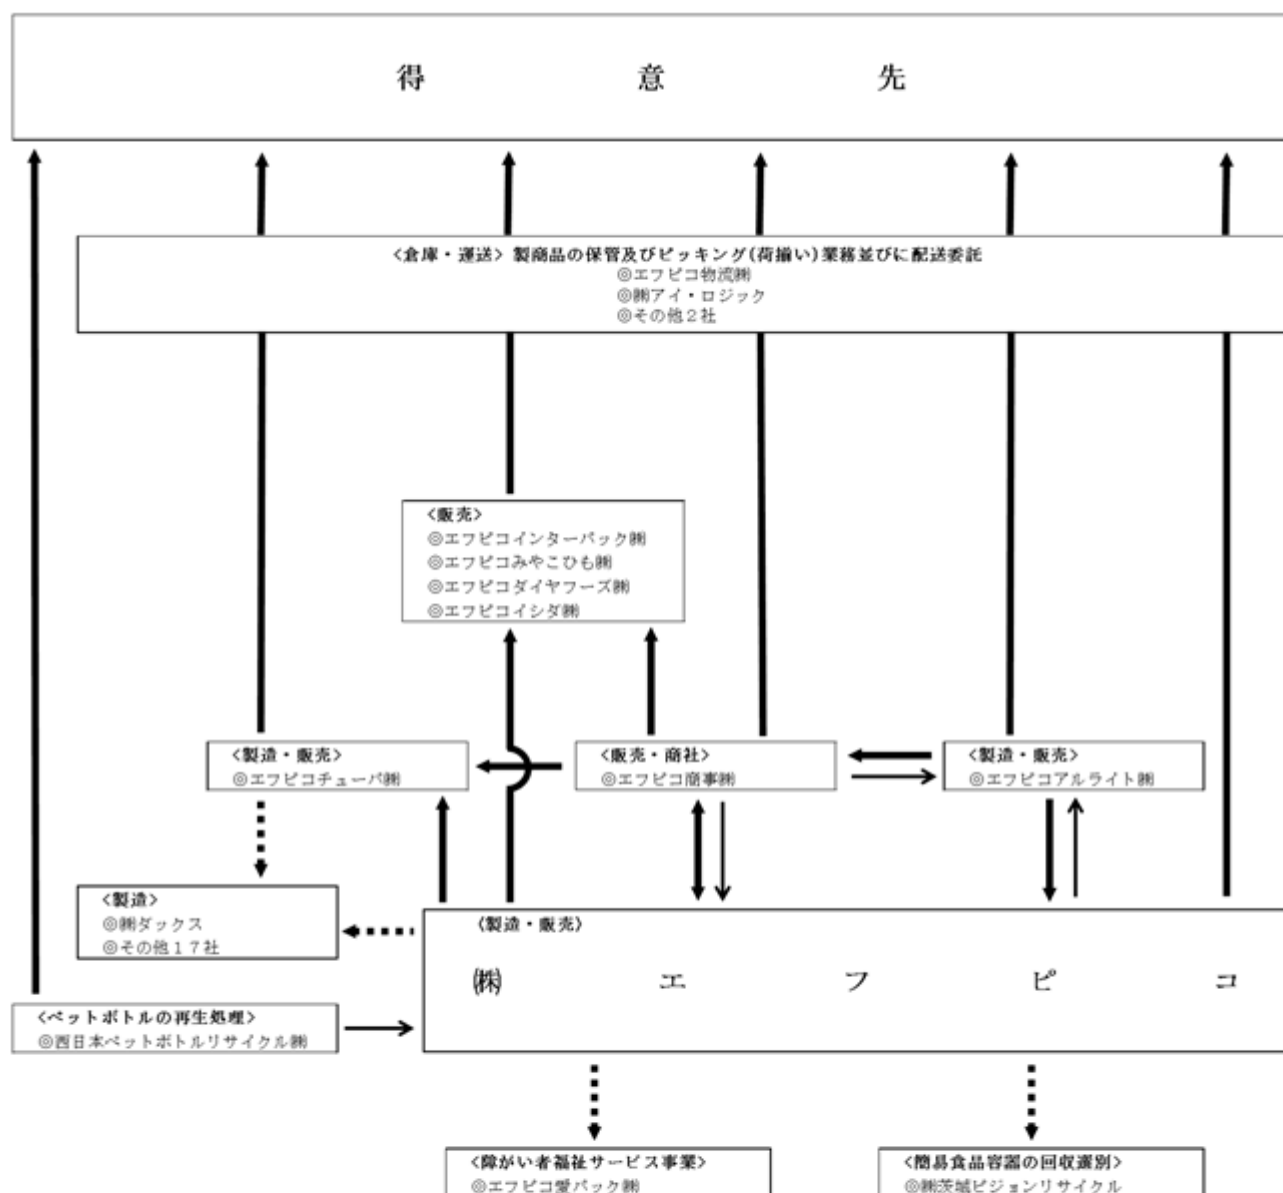 得意先
<倉庫・運送> 製商品の保管及びピッキング(荷揃い)業務並びに配送委託
◎エフピコ物流㈱
◎㈱アイ・ロジック
◎その他２社
<販売>
◎エフピコインターパック㈱
◎エフピコみやこひも㈱
◎エフピコダイヤフーズ㈱
◎エフピコイシダ㈱
<製造・販売>
◎エフピコチューパ㈱
<販売・商社>
◎エフピコ商事㈱
<製造・販売>
◎エフピコアルライト㈱
<製造>
◎㈱ダックス
◎その他１７社
<製造・販売>
㈱エフピコ
<ペットボトルの再生処理>
◎西日本ペットボトルリサイクル㈱
<障がい者福祉サービス事業>
◎エフピコ愛パック㈱
<簡易食品容器の回収選別>
◎㈱茨城ピジョンリサイクル